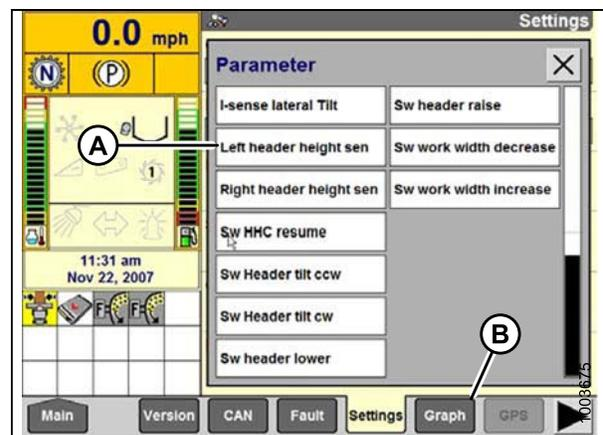 0.0 mph
Settings
N
(P)
Parameter
I-sense lateral Tilt
Sw header raise
A
Left header height sen
Sw work width decrease
1
Right header height sen
Sw work width increase
Sw HHC resume
11:31 am
Nov 22, 2007
Sw Header tilt ccw
F
F
Sw Header tilt cw
B
Sw header lower
Main
Version
CAN
Fault
Settings
Graph
GPS
1003675